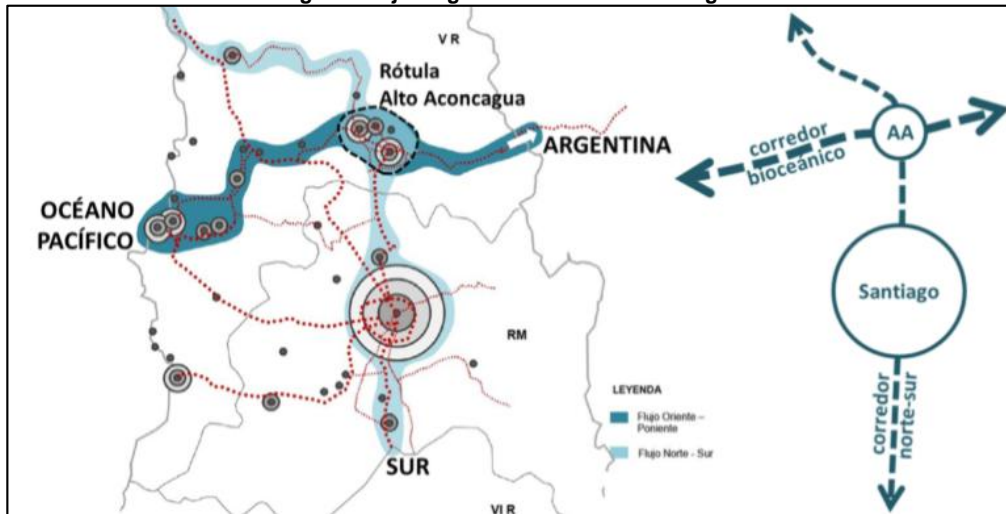 V R
Rótula
Alto Aconcagua
ARGENTINA
OCÉANO
PACÍFICO
RM
LEYENDA
Flujo Oriente –
Poniente
Flujo Norte - Sur
SUR
VI R
AA
corredor
bioceánico
Santiago
corredor
norte-sur